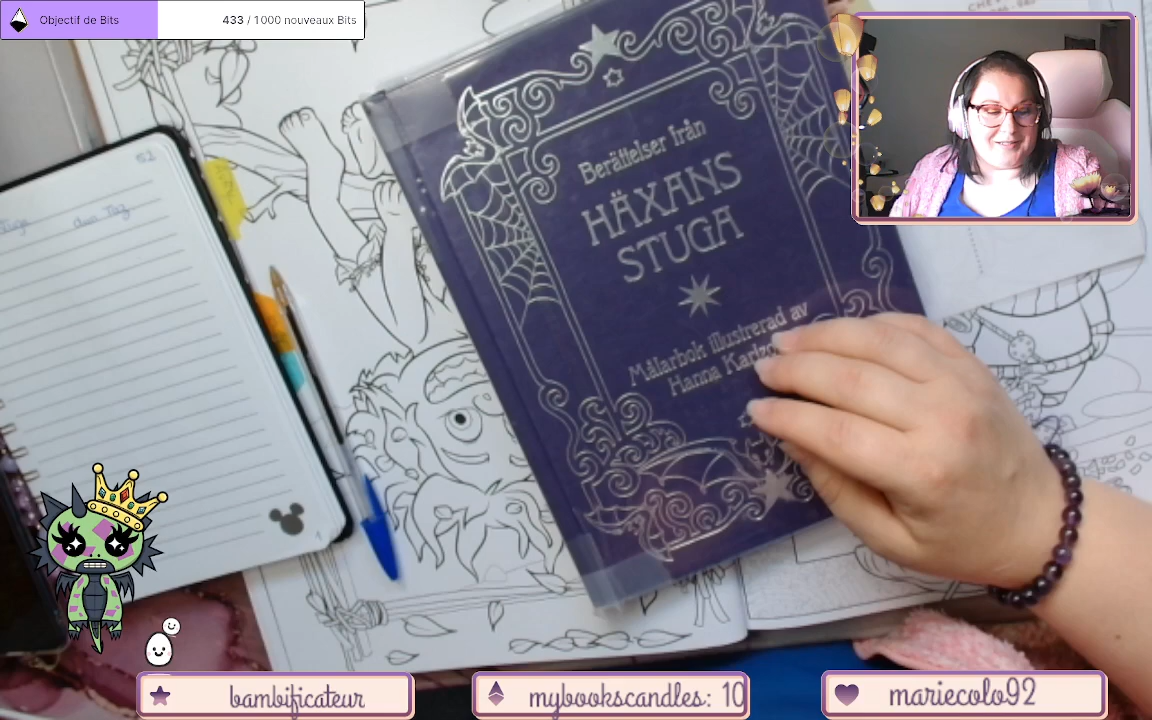 Objectif de Bits
433 / 1000 nouveaux Bits
Berättelser från
HÄXANS
STUGA
Målarbok illustrerad av
Hanna
52
bambificateur
mybookscandles: 10
mariecolo92